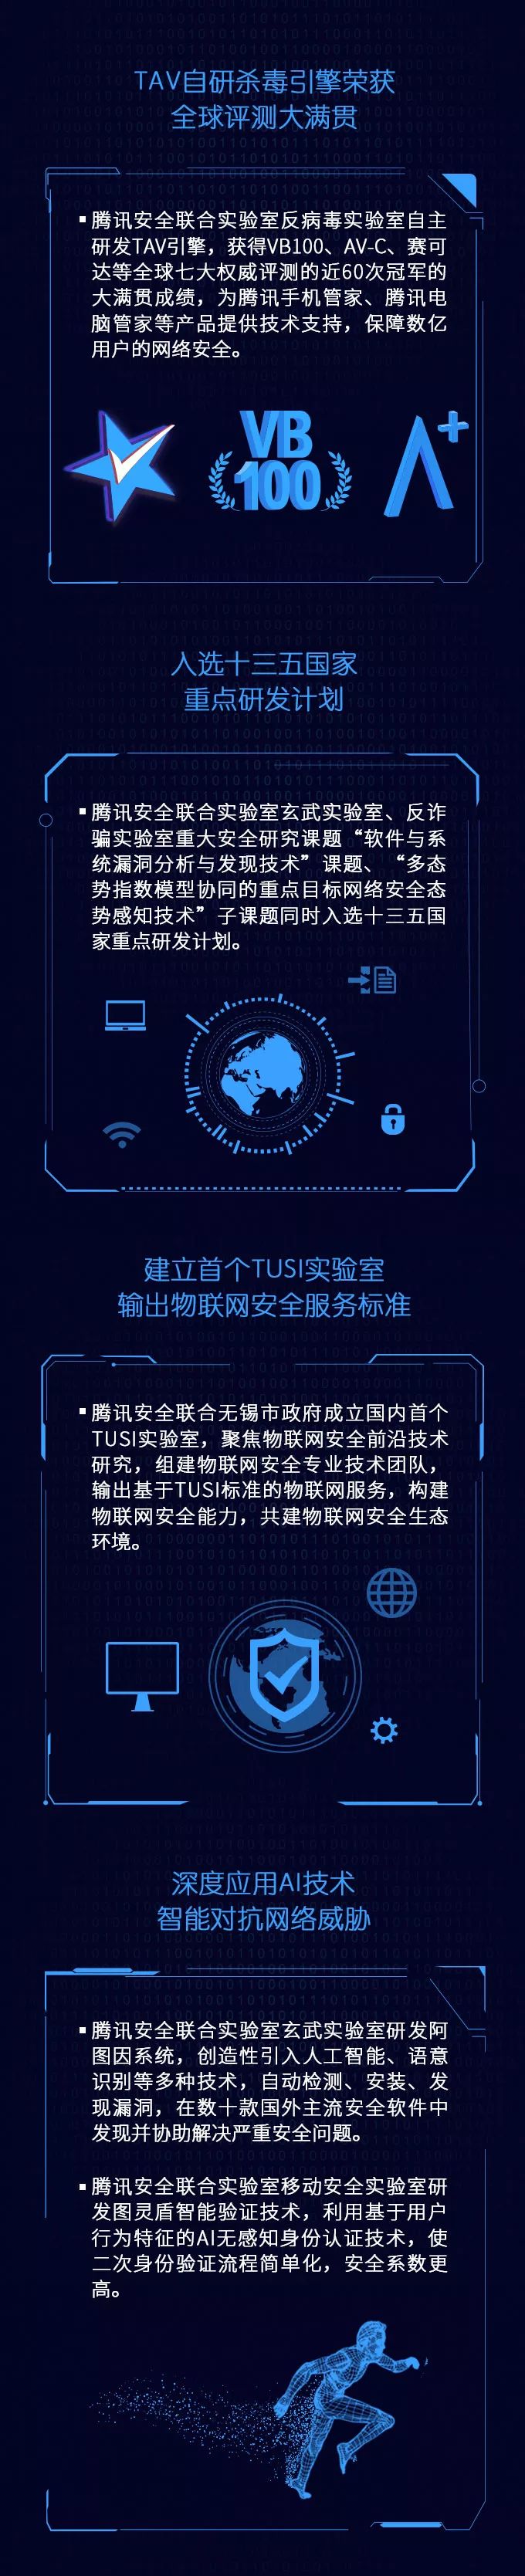 TAV自研杀毒引擎荣获
全球评测大满贯
腾讯安全联合实验室反病毒实验室自主
研发TAV引擎，获得VB100、AV-C、赛可
达等全球七大权威评测的近60次冠军的
大满贯成绩，为腾讯手机管家、腾讯电
脑管家等产品提供技术支持，保障数亿
用户的网络安全。
VB
100
A+
入选十三五国家
重点研发计划
腾讯安全联合实验室玄武实验室、反诈
骗实验室重大安全研究课题“软件与系
统漏洞分析与发现技术”课题、“多态
势指数模型协同的重点目标网络安全态
势感知技术”子课题同时入选十三五国
家重点研发计划。
建立首个TUSI实验室
输出物联网安全服务标准
腾讯安全联合无锡市政府成立国内首个
TUSI实验室，聚焦物联网安全前沿技术
研究，组建物联网安全专业技术团队，
输出基于TUSI标准的物联网服务，构建
物联网安全能力，共建物联网安全生态
环境。
深度应用AI技术
智能对抗网络威胁
腾讯安全联合实验室玄武实验室研发阿
图因系统，创造性引入人工智能、语意
识别等多种技术，自动检测、安装、发
现漏洞，在数十款国外主流安全软件中
发现并协助解决严重安全问题。
腾讯安全联合实验室移动安全实验室研
发图灵盾智能验证技术，利用基于用户
行为特征的AI无感知身份认证技术，使
二次身份验证流程简单化，安全系数更
高。